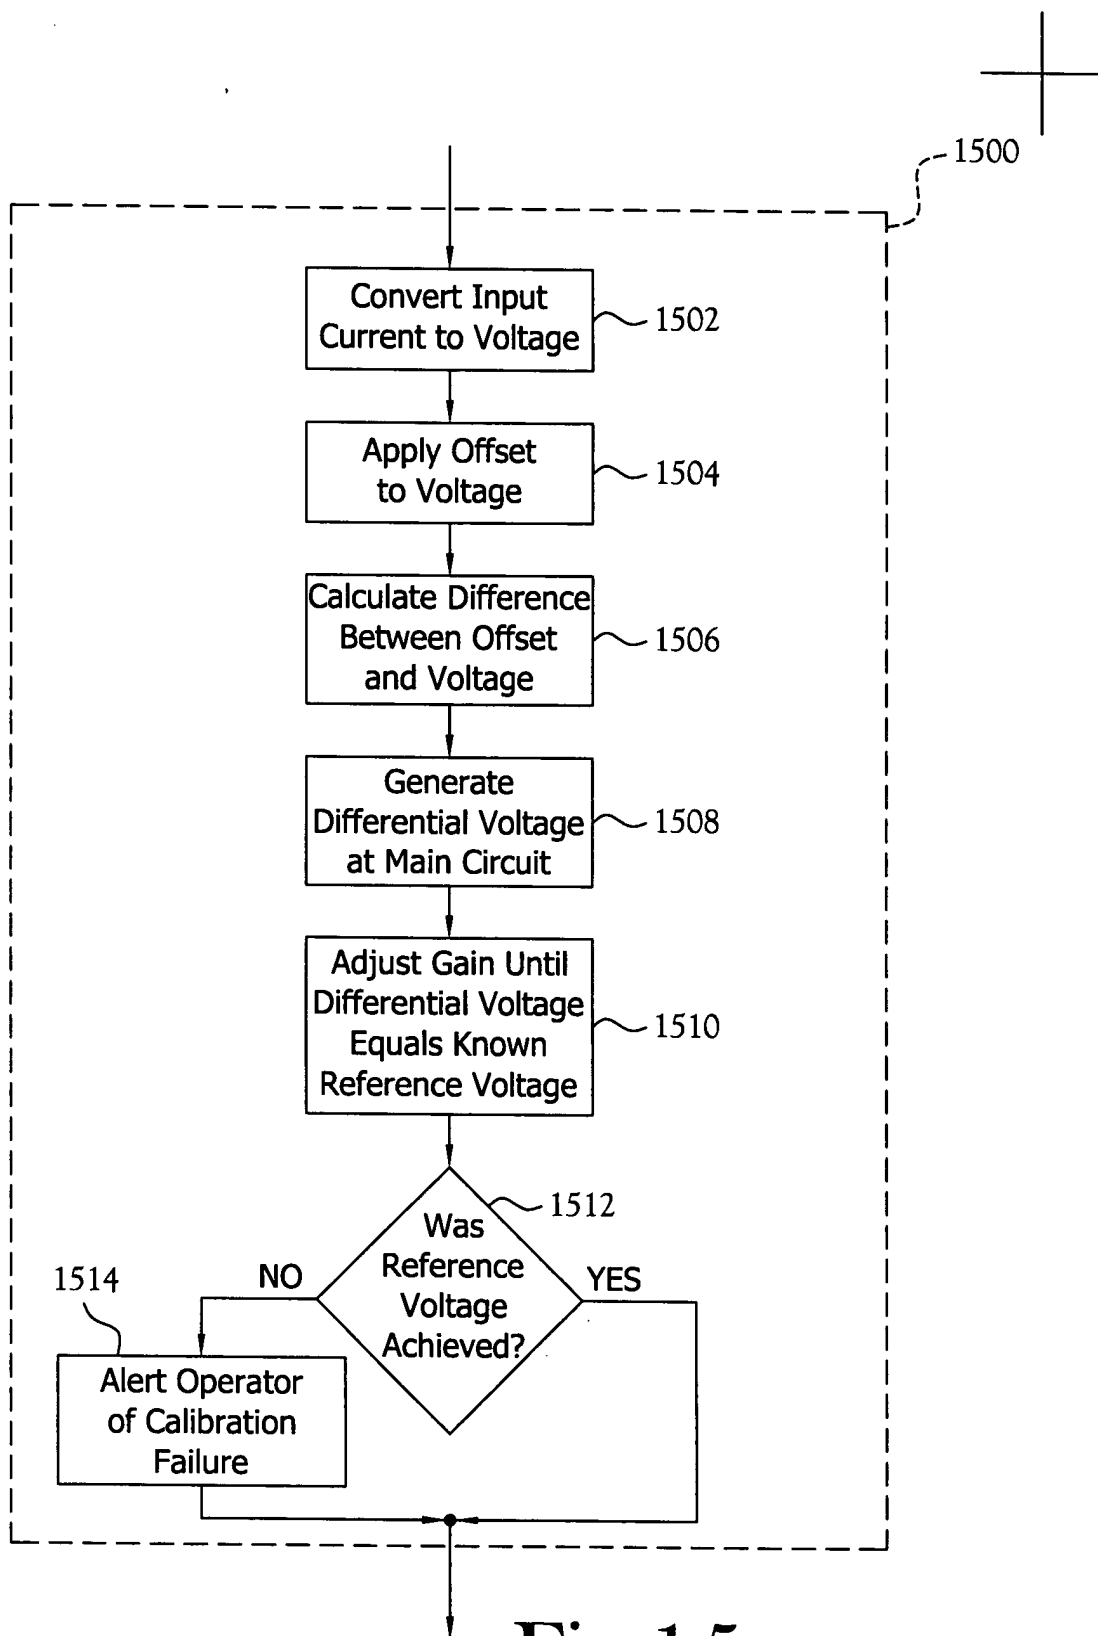 1500
Convert Input
Current to Voltage
1502
Apply Offset
to Voltage
1504
Calculate Difference
Between Offset
and Voltage
1506
Generate
Differential Voltage
at Main Circuit
1508
Adjust Gain Until
Differential Voltage
Equals Known
Reference Voltage
1510
Was
Reference
Voltage
Achieved?
1512
NO
YES
1514
Alert Operator
of Calibration
Failure
Fig. 15